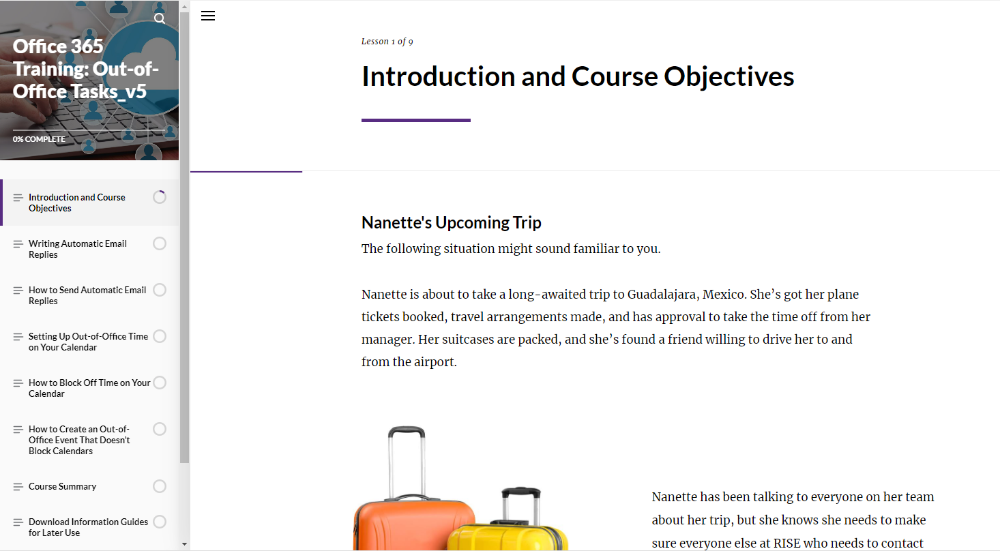 Office 365
Training: Out-of-
Office Tasks_v5
0% COMPLETE
Introduction and Course
Objectives
Writing Automatic Email
Replies
How to Send Automatic Email
Replies
Setting Up Out-of-Office Time
on Your Calendar
How to Block Off Time on Your
Calendar
How to Create an Out-of-
Office Event That Doesn’t
Block Calendars
Course Summary
Download Information Guides
for Later Use
Lesson 1 of 9
Introduction and Course Objectives
Nanette's Upcoming Trip
The following situation might sound familiar to you.
Nanette is about to take a long-awaited trip to Guadalajara, Mexico. She’s got her plane
tickets booked, travel arrangements made, and has approval to take the time off from her
manager. Her suitcases are packed, and she’s found a friend willing to drive her to and
from the airport.
Nanette has been talking to everyone on her team
about her trip, but she knows she needs to make
sure everyone else at RISE who needs to contact